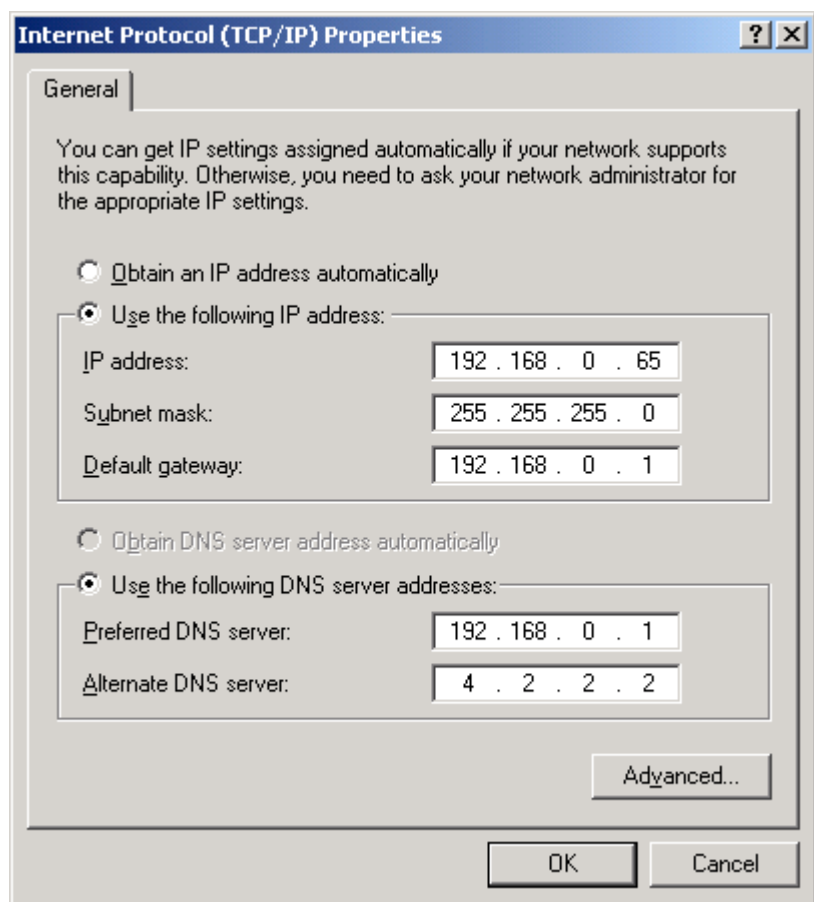 Internet Protocol (TCP/IP) Properties
General
You can get IP settings assigned automatically if your network supports
this capability. Otherwise, you need to ask your network administrator for
the appropriate IP settings.
Obtain an IP address automatically
Use the following IP address:
IP address: 192 . 168 . 0 . 65
Subnet mask: 255 . 255 . 255 . 0
Default gateway: 192 . 168 . 0 . 1
Obtain DNS server address automatically
Use the following DNS server addresses:
Preferred DNS server: 192 . 168 . 0 . 1
Alternate DNS server: 4 . 2 . 2 . 2
Advanced...
OK Cancel